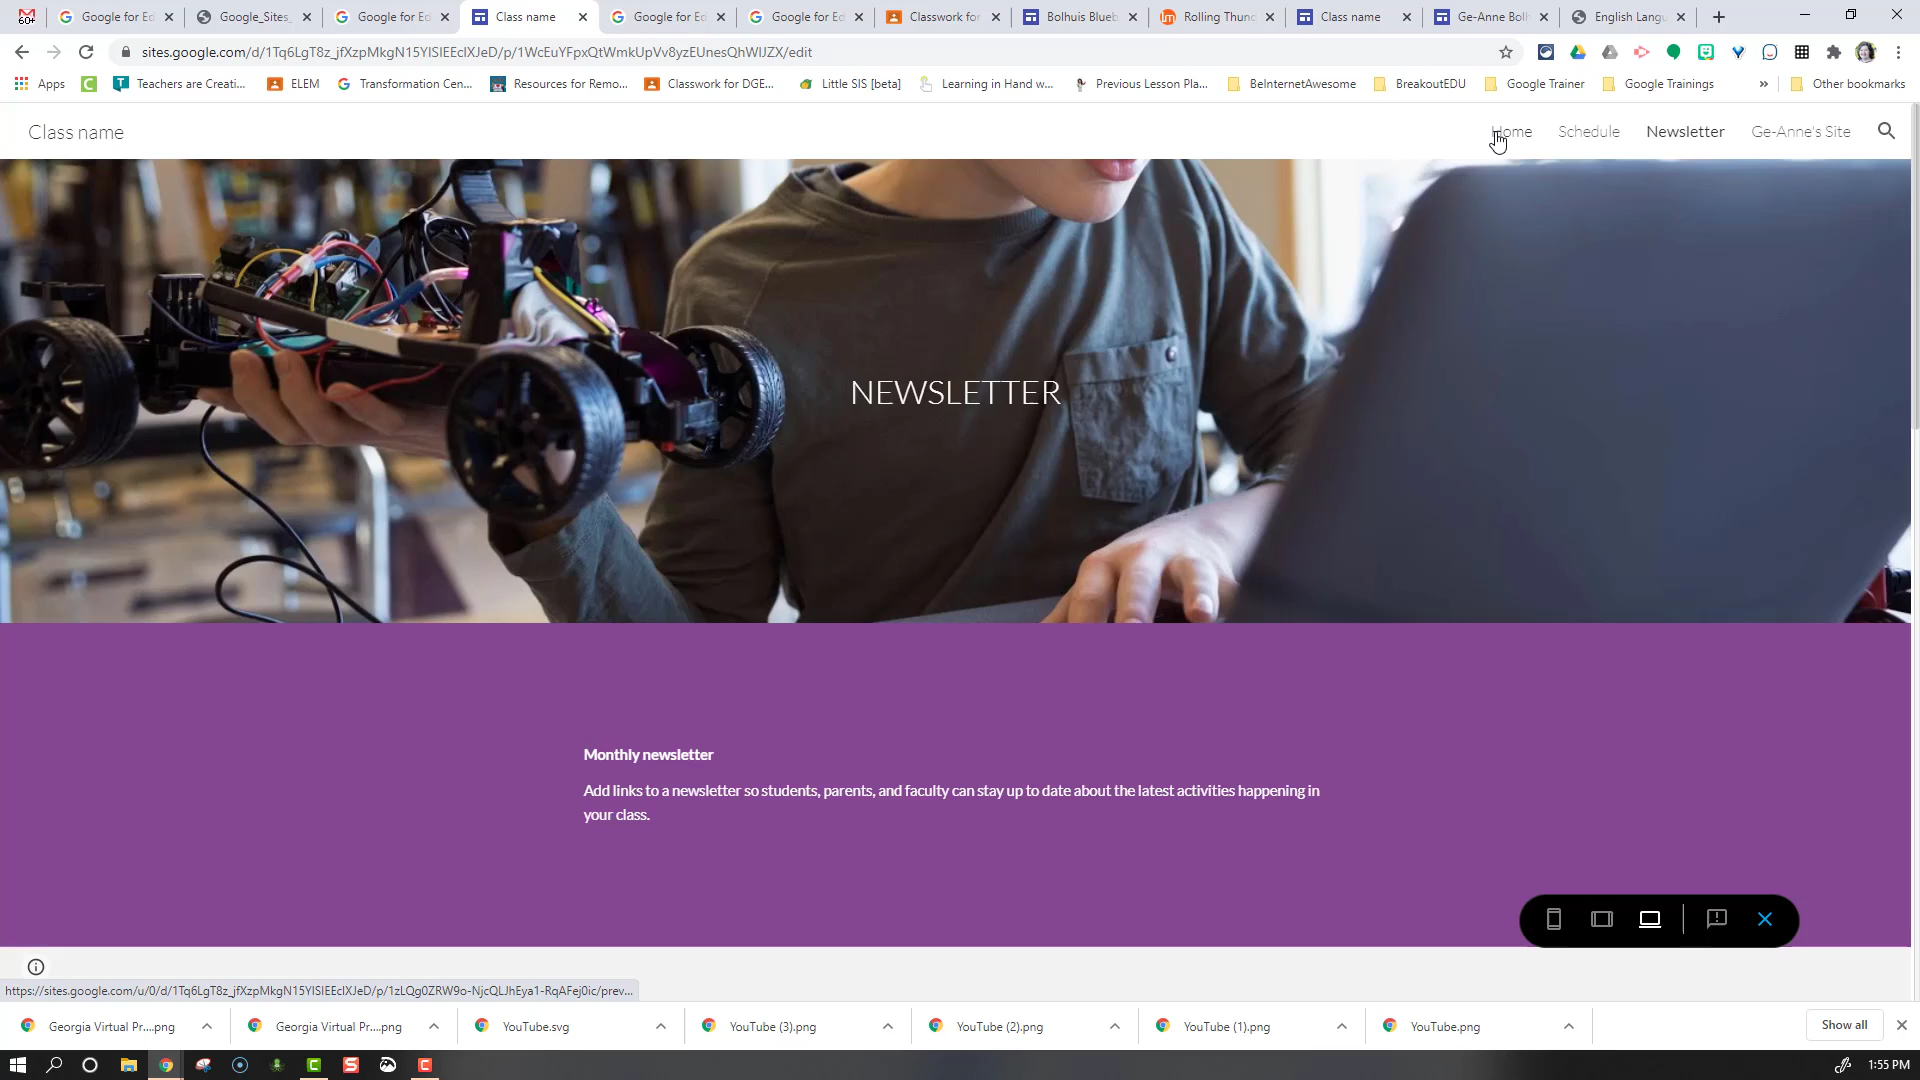 60+
Google for Ed
Google_Sites_
Google for Ed
Class name
Google for Ed
Google for Ed
Classwork for
Bolhuis Blueb
Rolling Thunc
Class name
Ge-Anne Bolh
English Langu
sites.google.com/d/1Tq6LgT8z_jfXzpMkgN15YlSlEEclXJeD/p/1WcEuYFpxQtWmkUpVv8yzEUnesQhWlJZX/edit
Apps
Teachers are Creati...
ELEM
Transformation Cen...
Resources for Remo...
Classwork for DGE...
Little SIS [beta]
Learning in Hand w...
Previous Lesson Pla...
BeInternetAwesome
BreakoutEDU
Google Trainer
Google Trainings
»
Other bookmarks
Class name
Home
Schedule
Newsletter
Ge-Anne's Site
NEWSLETTER
Monthly newsletter
Add links to a newsletter so students, parents, and faculty can stay up to date about the latest activities happening in
your class.
https://sites.google.com/u/0/d/1Tq6LgT8z_jfXzpMkgN15YlSlEEclXJeD/p/1zLQg0ZRW9o-NjcQLJhEya1-RqAFej0ic/prev...
Georgia Virtual Pr....png
Georgia Virtual Pr....png
YouTube.svg
YouTube (3).png
YouTube (2).png
YouTube (1).png
YouTube.png
Show all
1:55 PM